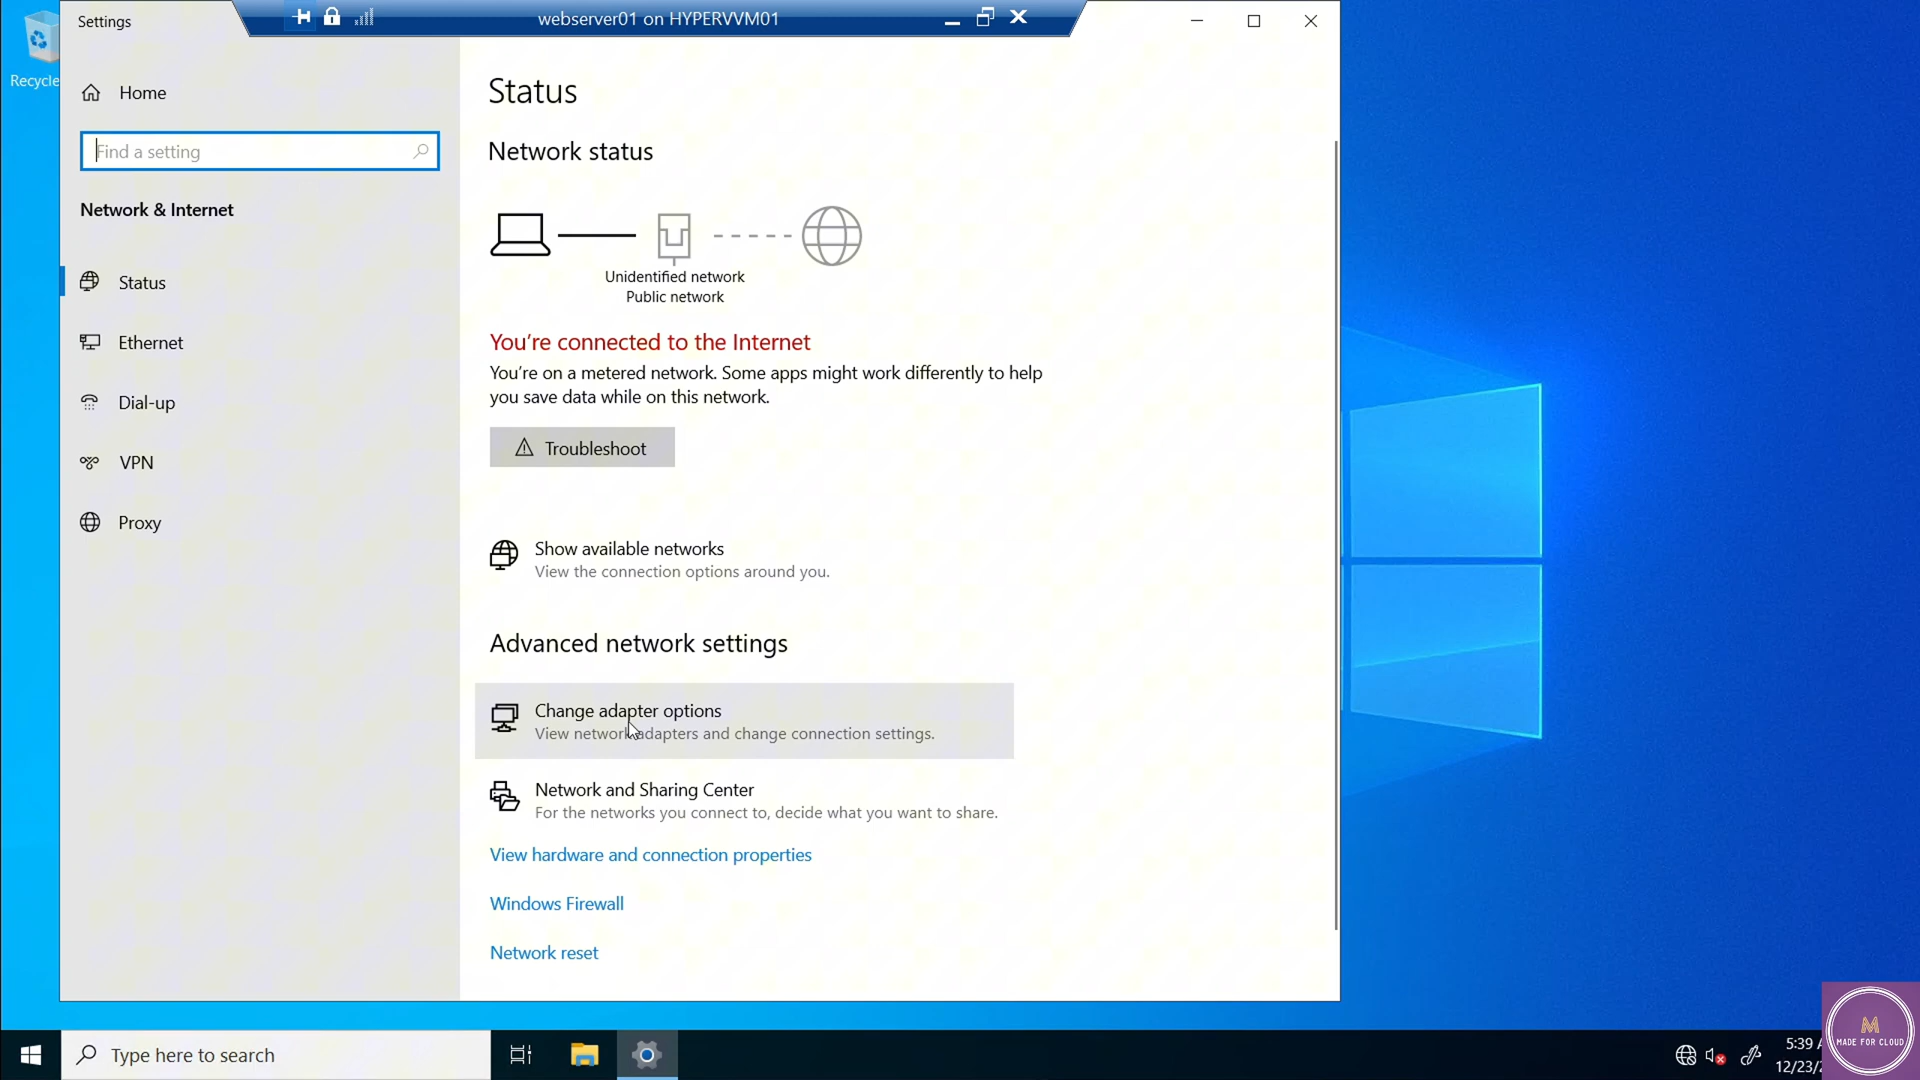 Settings
webserver01 on HYPERVVM01
Recycle
Home
Find a setting
Network & Internet
Status
Ethernet
Dial-up
VPN
Proxy
Status
Network status
Unidentified network
Public network
You're connected to the Internet
You're on a metered network. Some apps might work differently to help
you save data while on this network.
Troubleshoot
Show available networks
View the connection options around you.
Advanced network settings
Change adapter options
View network adapters and change connection settings.
Network and Sharing Center
For the networks you connect to, decide what you want to share.
View hardware and connection properties
Windows Firewall
Network reset
Type here to search
5:39 A
12/23/2
M
MADE FOR CLOUD